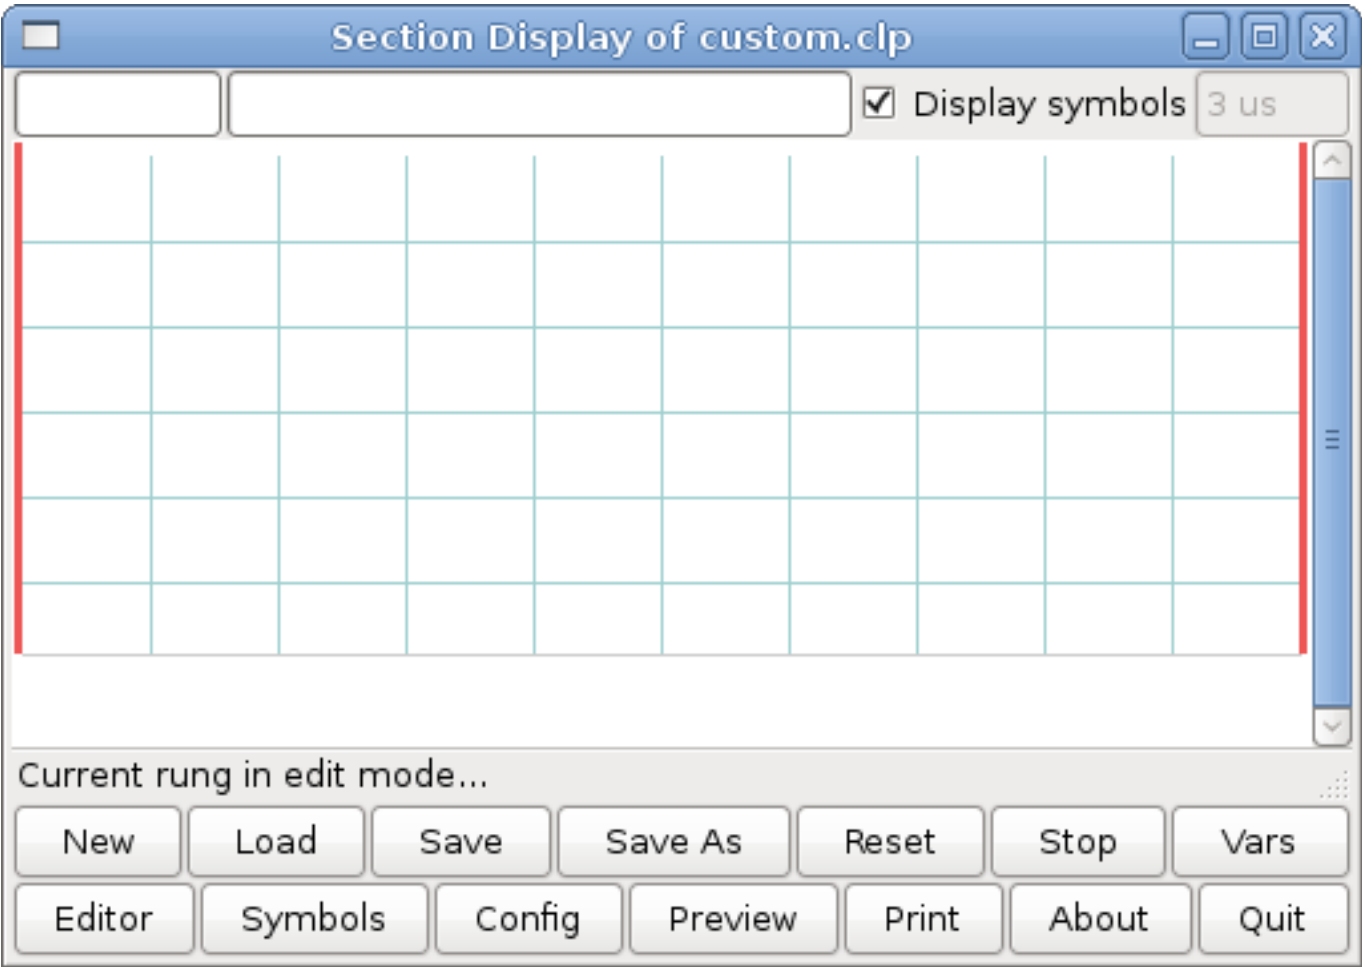 Section Display of custom.clp
Display symbols 3 us
Current rung in edit mode...
New Load Save Save As Reset Stop Vars
Editor Symbols Config Preview Print About Quit